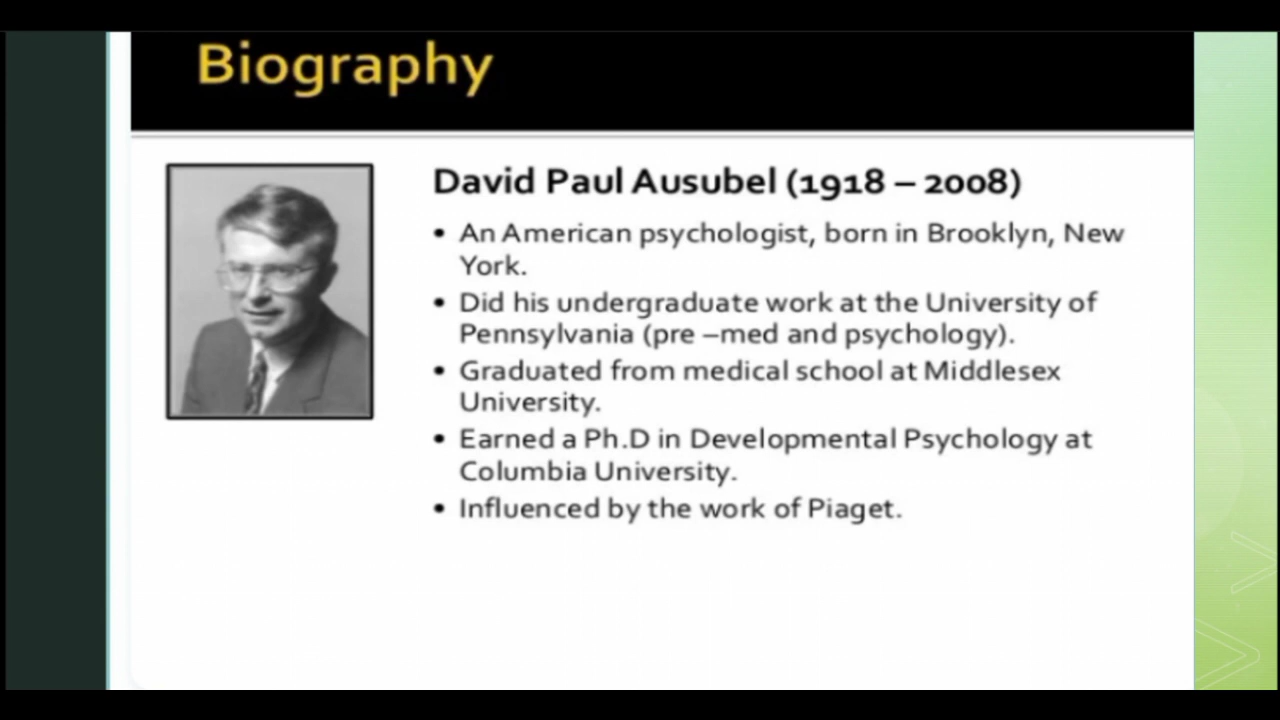 Biography
David Paul Ausubel (1918 – 2008)
• An American psychologist, born in Brooklyn, New
York.
• Did his undergraduate work at the University of
Pennsylvania (pre –med and psychology).
• Graduated from medical school at Middlesex
University.
• Earned a Ph.D in Developmental Psychology at
Columbia University.
• Influenced by the work of Piaget.